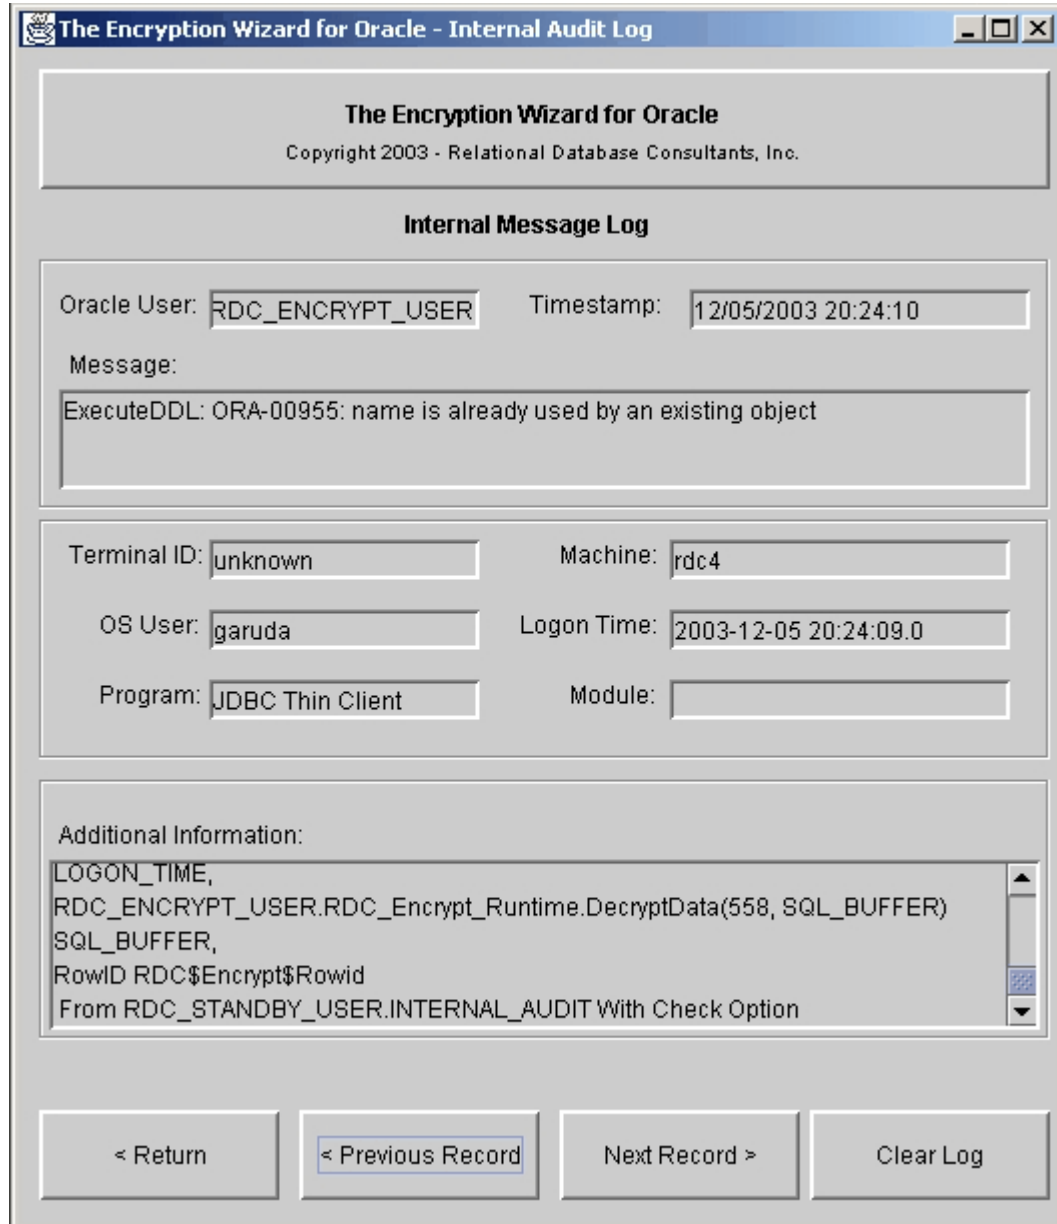 The Encryption Wizard for Oracle - Internal Audit Log
The Encryption Wizard for Oracle
Copyright 2003 - Relational Database Consultants, Inc.
Internal Message Log
Oracle User: RDC_ENCRYPT_USER Timestamp: 12/05/2003 20:24:10
Message:
ExecuteDDL: ORA-00955: name is already used by an existing object
Terminal ID: unknown Machine: rdc4
OS User: garuda Logon Time: 2003-12-05 20:24:09.0
Program: JDBC Thin Client Module:
Additional Information:
LOGON_TIME,
RDC_ENCRYPT_USER.RDC_Encrypt_Runtime.DecryptData(558, SQL_BUFFER)
SQL_BUFFER,
RowID RDC$Encrypt$Rowid
From RDC_STANDBY_USER.INTERNAL_AUDIT With Check Option
< Return < Previous Record Next Record > Clear Log